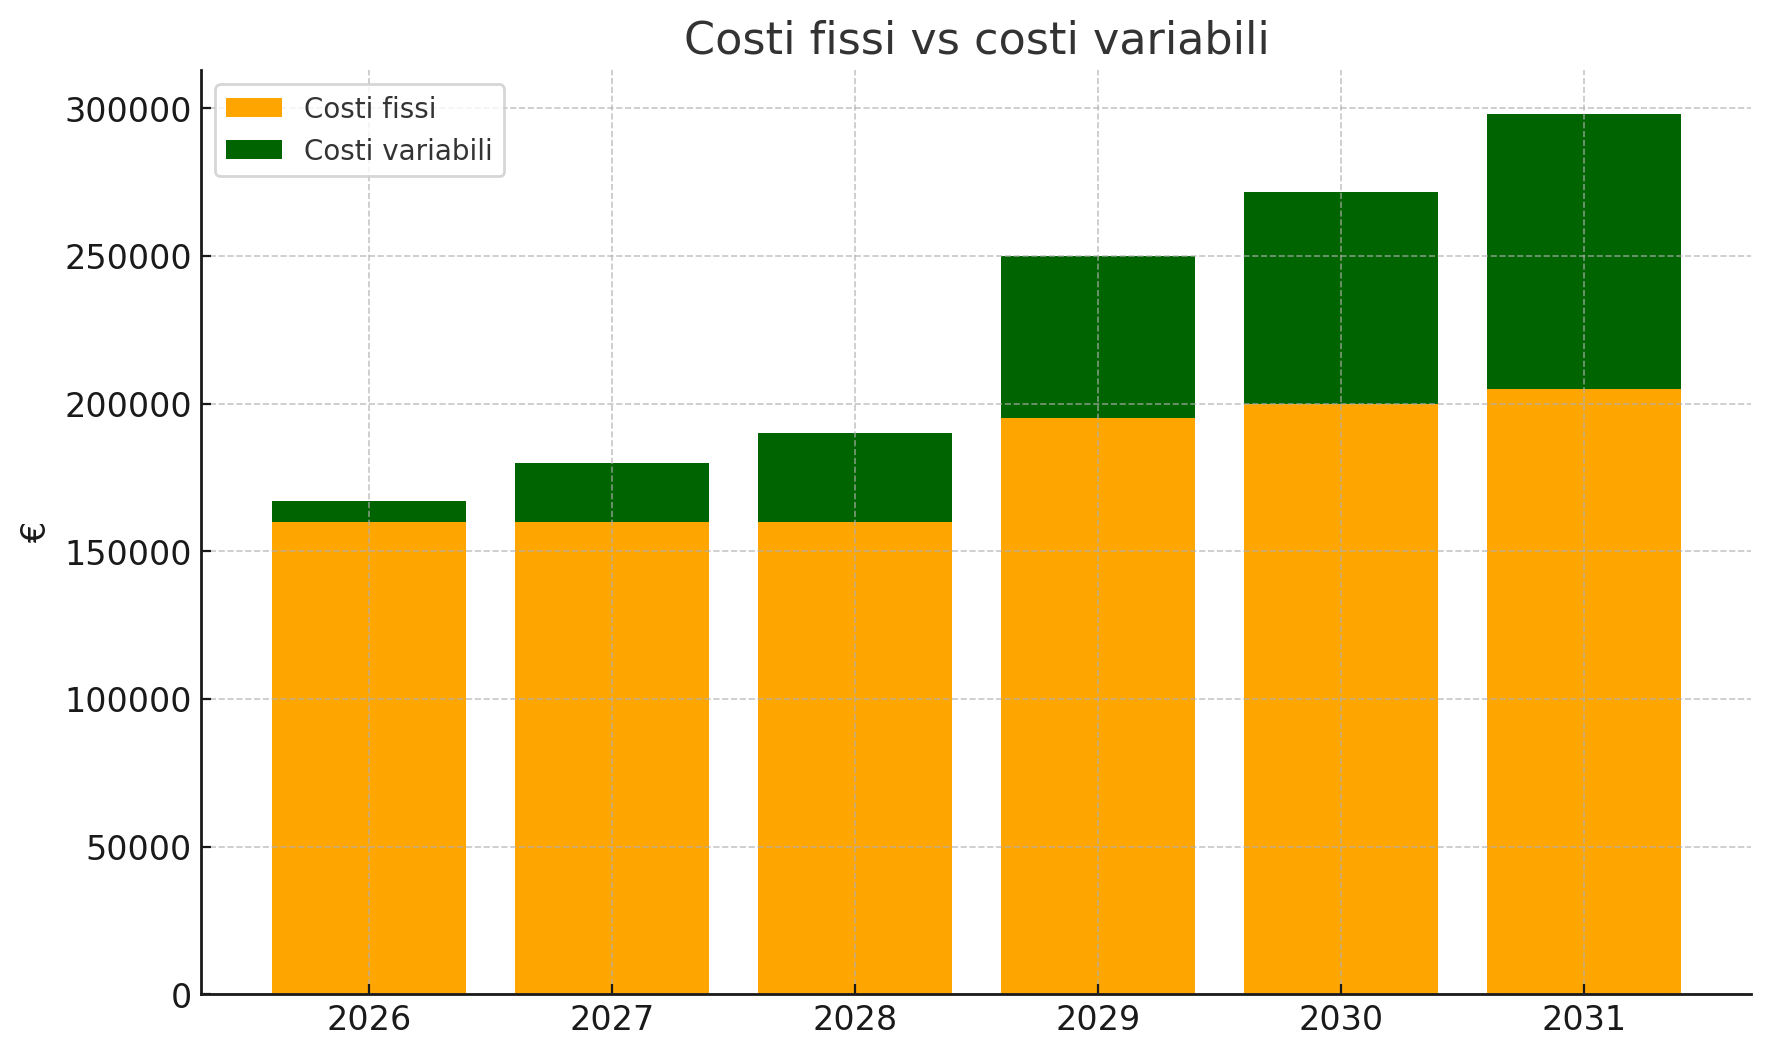 Costi fissi vs costi variabili
Costi fissi
Costi variabili
€
300000
250000
200000
150000
100000
50000
0
2026 2027 2028 2029 2030 2031